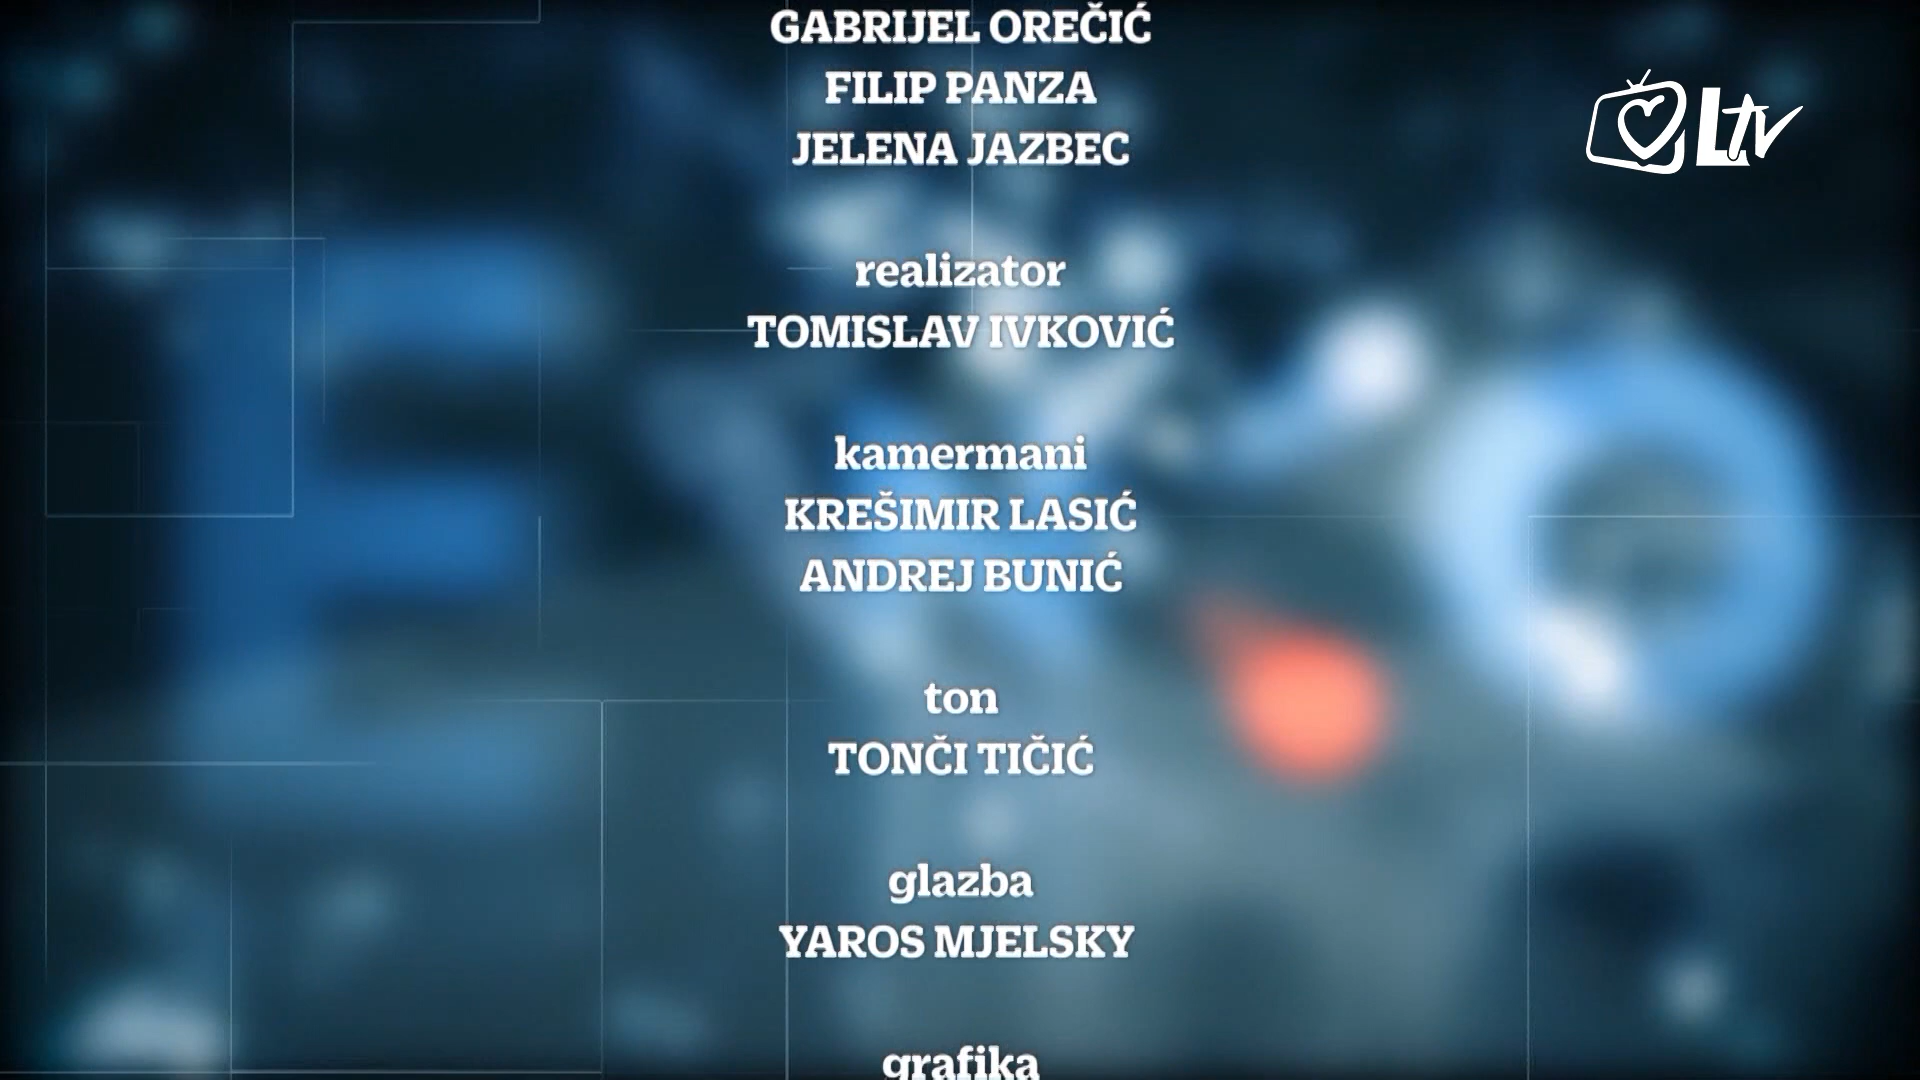 GABRIJEL OREČIĆ
FILIP PANZA
JELENA JAZBEC
LTV
realizator
TOMISLAV IVKOVIĆ
kamermani
KREŠIMIR LASIĆ
ANDREJ BUNIĆ
ton
TONČI TIČIĆ
glazba
YAROS MJELSKY
grafika